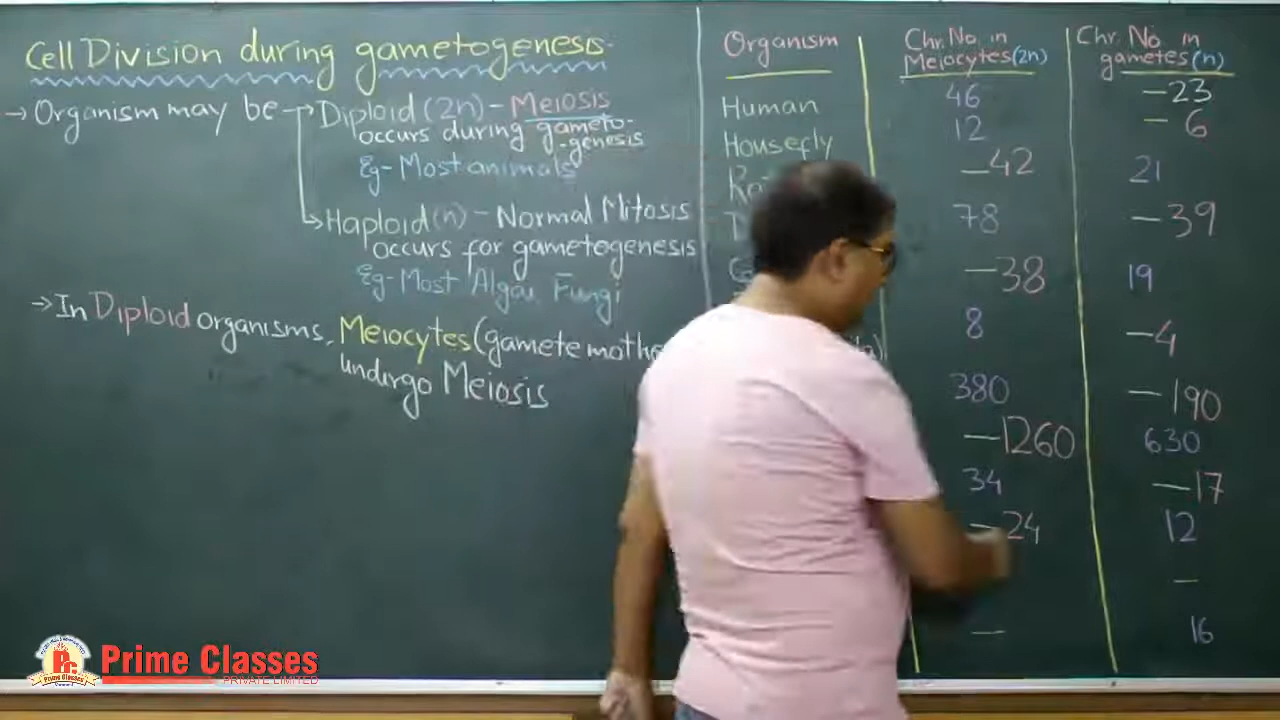 Cell Division during gametogenesis-
→ Organism may be → Diploid (2n) - Meiosis
occurs during gameto-
-genesis
Eg- Most animals
→ Haploid (n) - Normal Mitosis
occurs for gametogenesis
Eg- Most Algae Fungi
→ In Diploid organisms, Meiocytes (gamete
undergo Meiosis
Organism
Chr. No. in
Meiocytes (2n)
Chr. No. in
gametes (n)
Human 46 -23
Housefly 12 - 6
-42 21
78 -39
-38 19
8 -4
380 -190
-1260 630
34 -17
-24 12
-
- 16
Prime Classes
PRIVATE LIMITED
Prime Classes